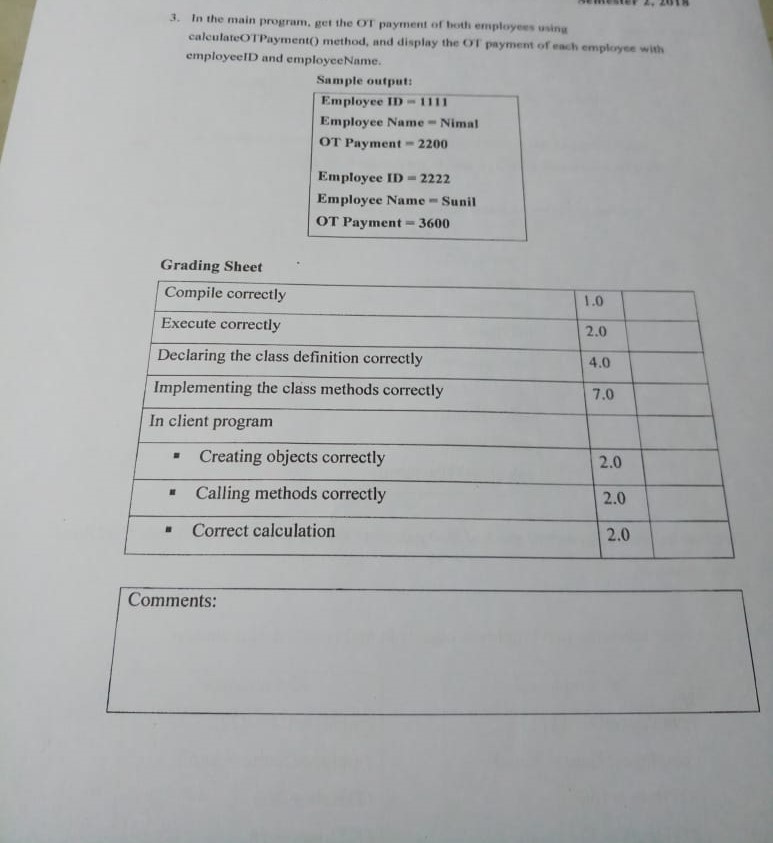 Semester 2, 2018
3. In the main program, get the OT payment of both employees using
calculateOTPayment() method, and display the OT payment of each employee with
employeeID and employeeName.
Sample output:
Employee ID = 1111
Employee Name = Nimal
OT Payment = 2200
Employee ID = 2222
Employee Name = Sunil
OT Payment = 3600
Grading Sheet
Compile correctly 1.0
Execute correctly 2.0
Declaring the class definition correctly 4.0
Implementing the class methods correctly 7.0
In client program
▪ Creating objects correctly 2.0
▪ Calling methods correctly 2.0
▪ Correct calculation 2.0
Comments: